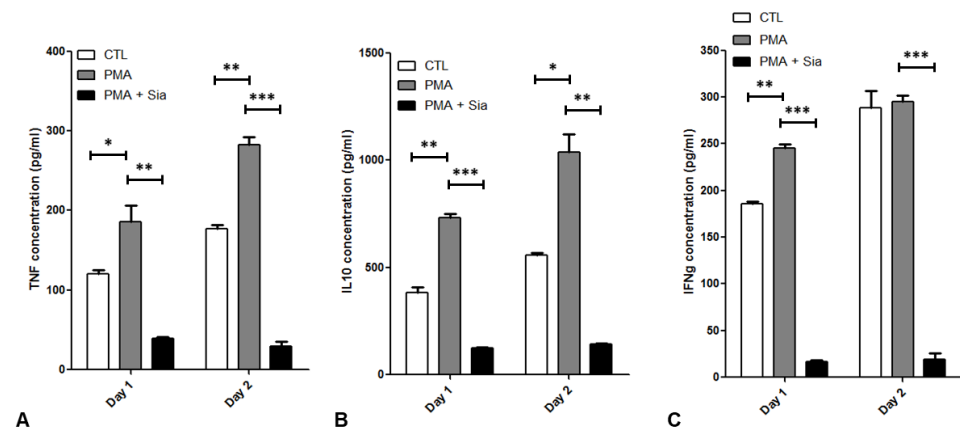 400
300
200
100
0
TNF concentration (pg/ml)
CTL
PMA
PMA + Sia
*
**
**
***
Day 1
Day 2
A
1500
1000
500
0
IL10 concentration (pg/ml)
CTL
PMA
PMA + Sia
**
***
*
**
Day 1
Day 2
B
350
300
250
200
150
100
50
0
IFNg concentration (pg/ml)
CTL
PMA
PMA + Sia
**
***
***
Day 1
Day 2
C